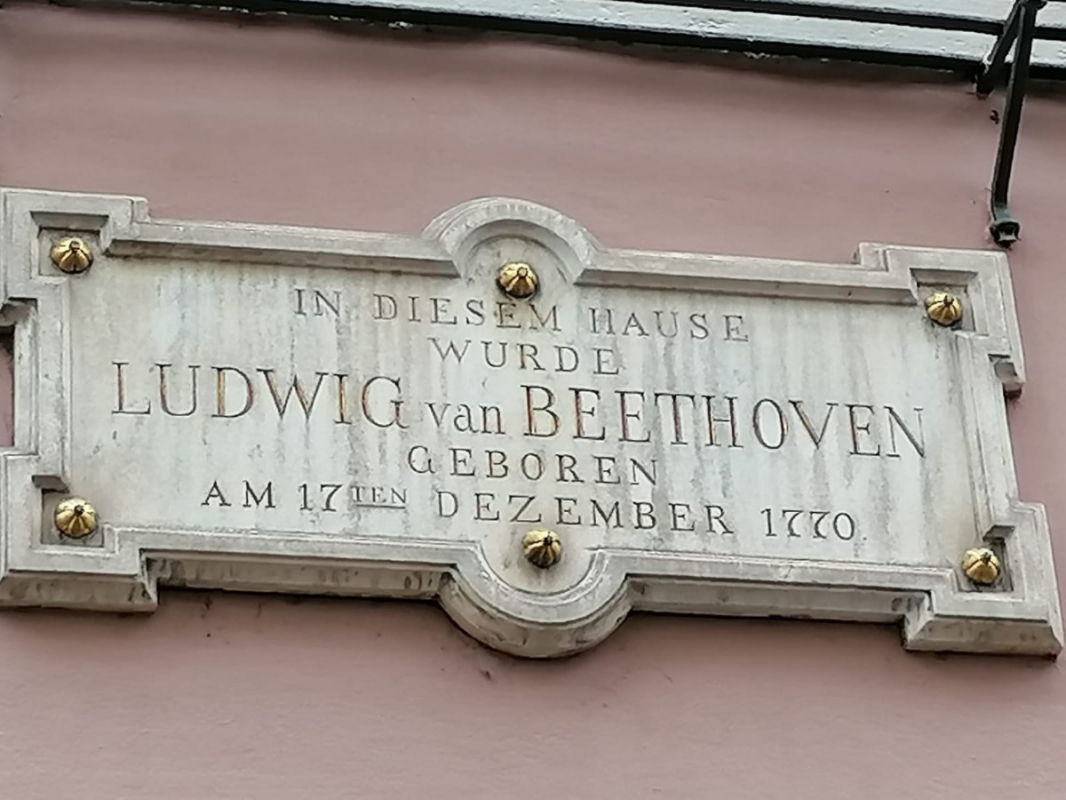 IN DIESEM HAUSE
WURDE
LUDWIG van BEETHOVEN
GEBOREN
AM 17TEN DEZEMBER 1770.